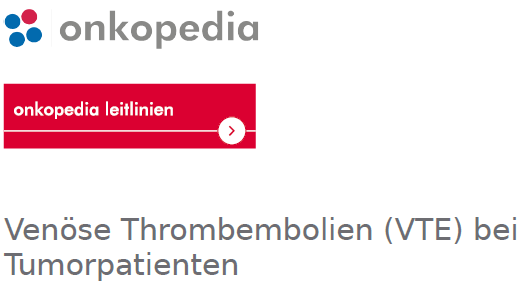 onkopedia
onkopedia leitlinien
Venöse Thrombembolien (VTE) bei
Tumorpatienten